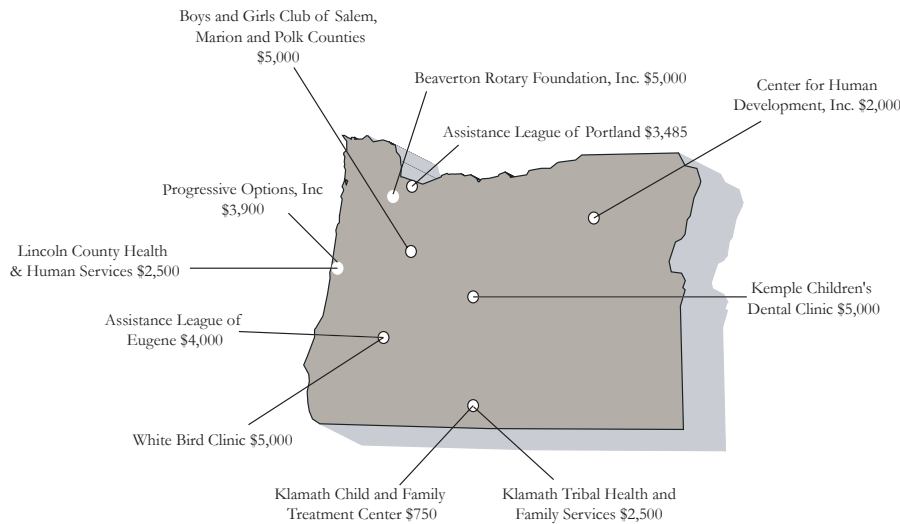 Boys and Girls Club of Salem,
Marion and Polk Counties
$5,000
Beaverton Rotary Foundation, Inc. $5,000
Center for Human
Development, Inc. $2,000
Assistance League of Portland $3,485
Progressive Options, Inc
$3,900
Lincoln County Health
& Human Services $2,500
Kemple Children's
Dental Clinic $5,000
Assistance League of
Eugene $4,000
White Bird Clinic $5,000
Klamath Child and Family
Treatment Center $750
Klamath Tribal Health and
Family Services $2,500